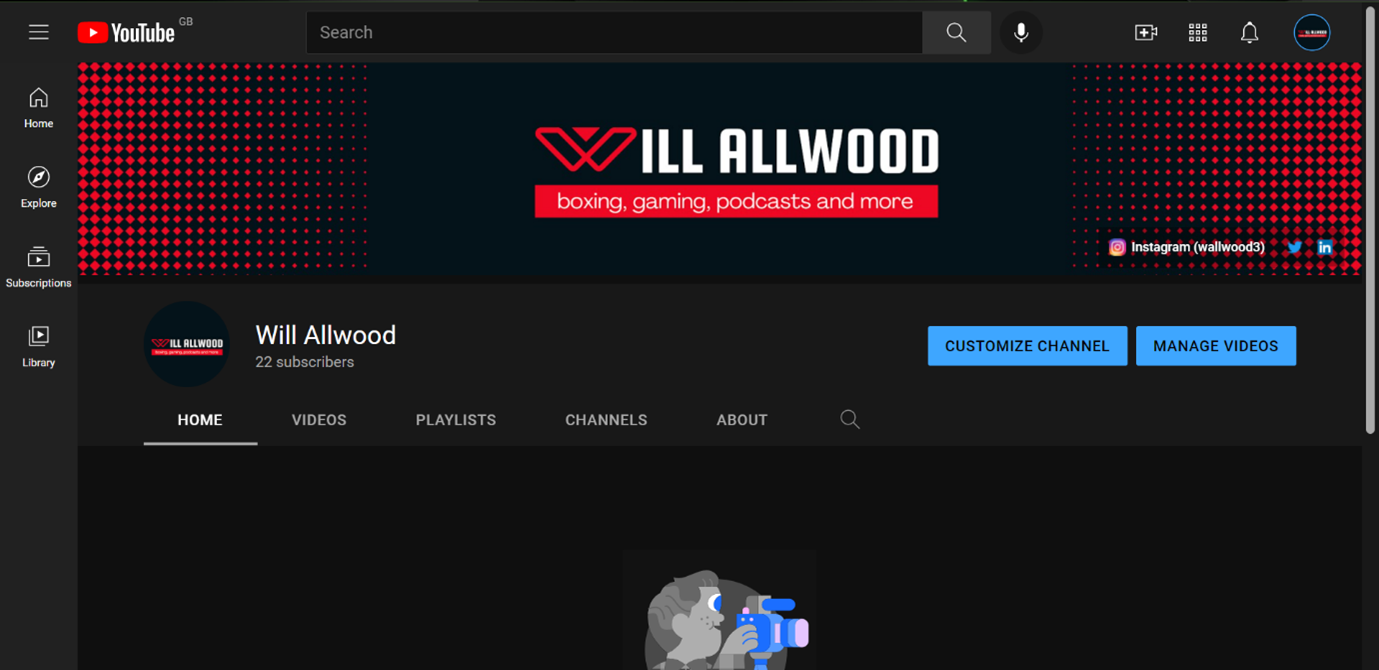 YouTube GB
Search
Home
Explore
Subscriptions
Library
WILL ALLWOOD
boxing, gaming, podcasts and more
Instagram (wallwood3)
in
WILL ALLWOOD
boxing, gaming, podcasts and more
Will Allwood
22 subscribers
CUSTOMIZE CHANNEL
MANAGE VIDEOS
HOME
VIDEOS
PLAYLISTS
CHANNELS
ABOUT